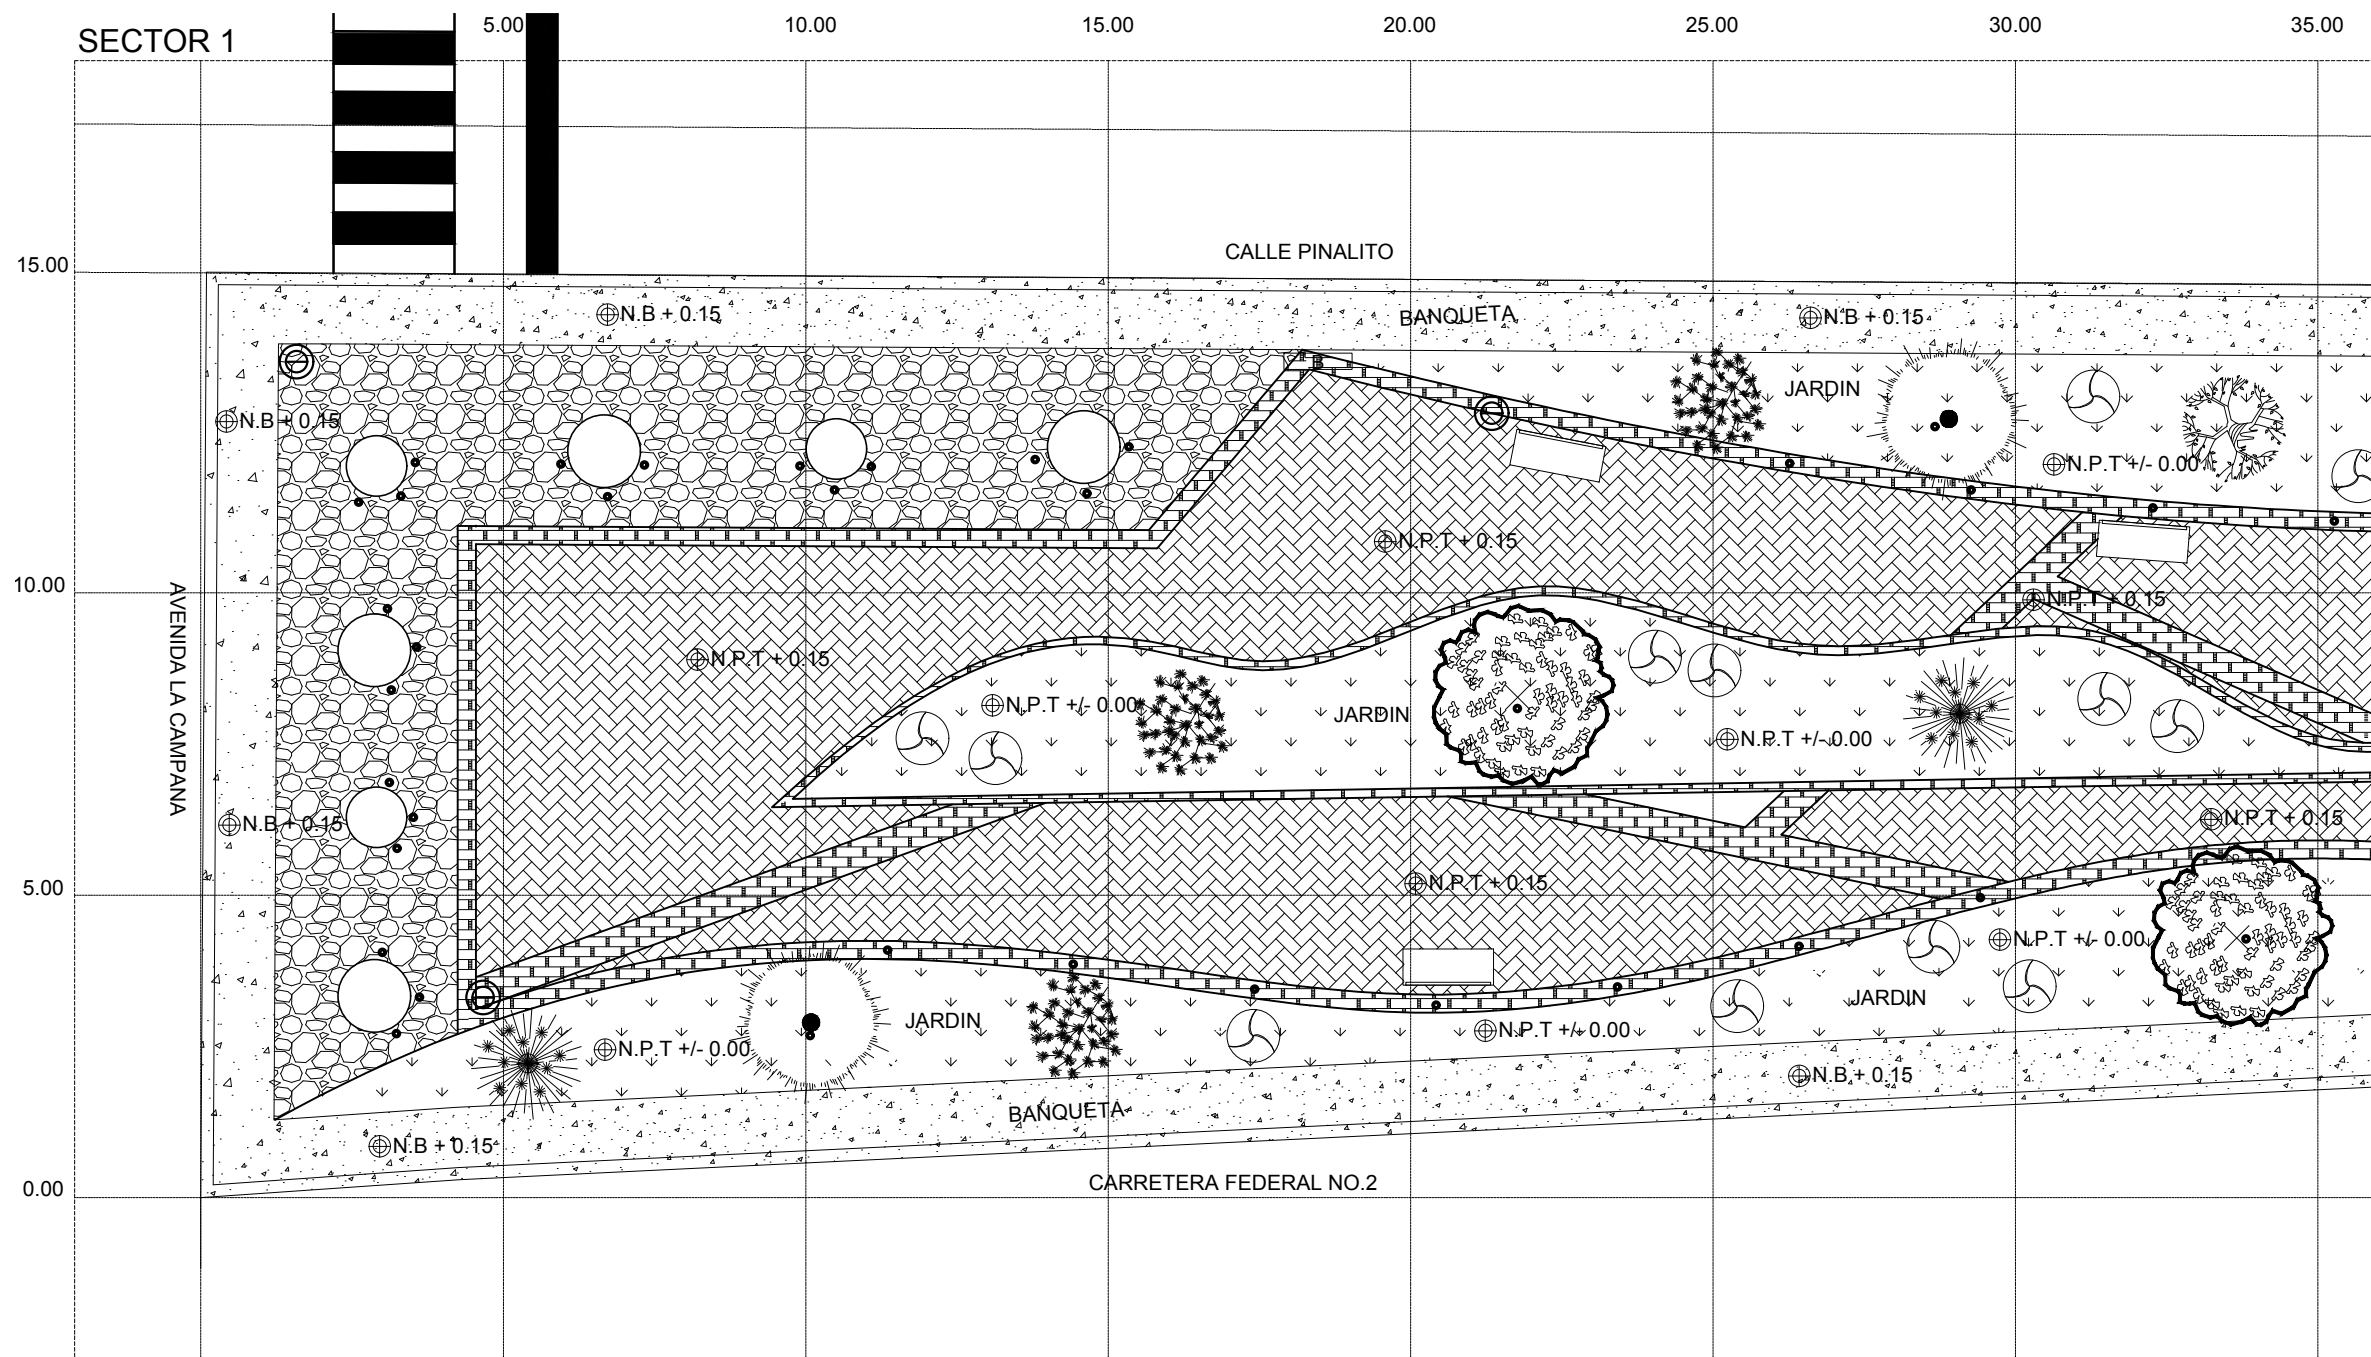 SECTOR 1
5.00
10.00
15.00
20.00
25.00
30.00
35.00
CALLE PINALITO
15.00
N.B + 0.15
BANQUETA
N.B + 0.15
JARDIN
N.B + 0.15
N.P.T +/- 0.00
N.P.T + 0.15
10.00
AVENIDA LA CAMPANA
N.P.T + 0.15
N.P.T + 0.15
N.P.T +/- 0.00
JARDIN
N.P.T +/- 0.00
N.B + 0.15
N.P.T + 0.15
5.00
N.P.T + 0.15
N.P.T +/- 0.00
JARDIN
JARDIN
N.P.T +/- 0.00
N.P.T +/- 0.00
N.B + 0.15
BANQUETA
N.B + 0.15
0.00
CARRETERA FEDERAL NO.2